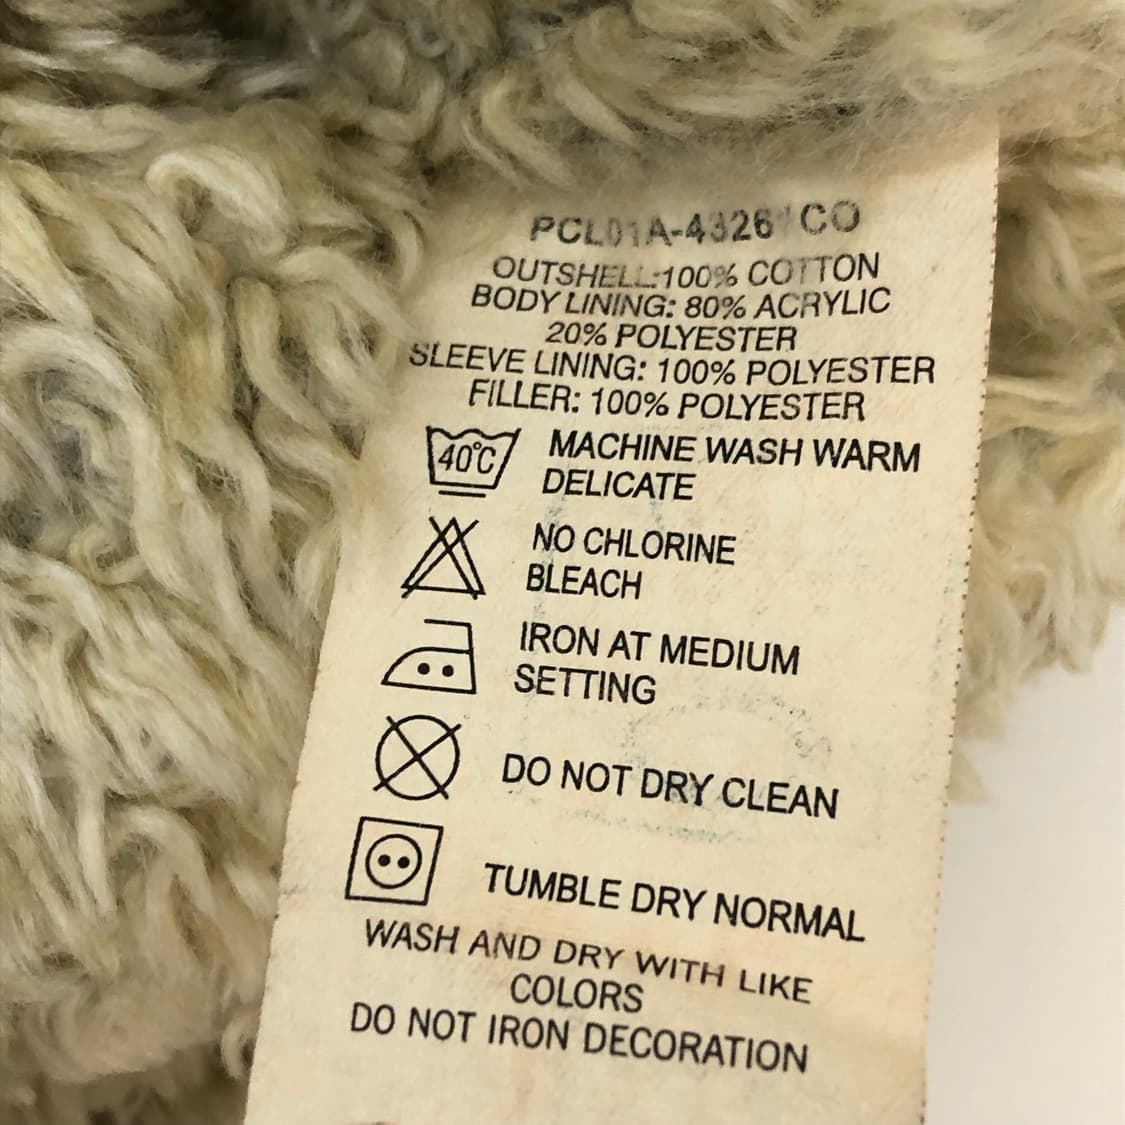 PCL01A-4326 CO
OUTSHELL:100% COTTON
BODY LINING: 80% ACRYLIC
20% POLYESTER
SLEEVE LINING: 100% POLYESTER
FILLER: 100% POLYESTER
40°C MACHINE WASH WARM
DELICATE
NO CHLORINE
BLEACH
IRON AT MEDIUM
SETTING
DO NOT DRY CLEAN
TUMBLE DRY NORMAL
WASH AND DRY WITH LIKE
COLORS
DO NOT IRON DECORATION